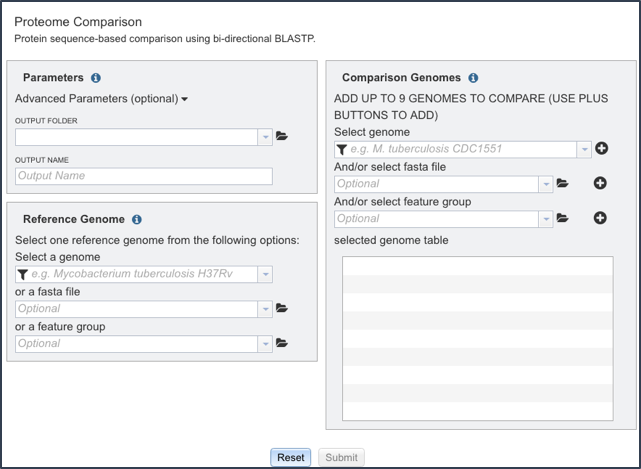 Proteome Comparison
Protein sequence-based comparison using bi-directional BLASTP.
Parameters
Advanced Parameters (optional)
OUTPUT FOLDER
OUTPUT NAME
Output Name
Reference Genome
Select one reference genome from the following options:
Select a genome
e.g. Mycobacterium tuberculosis H37Rv
or a fasta file
Optional
or a feature group
Optional
Comparison Genomes
ADD UP TO 9 GENOMES TO COMPARE (USE PLUS
BUTTONS TO ADD)
Select genome
e.g. M. tuberculosis CDC1551
And/or select fasta file
Optional
And/or select feature group
Optional
selected genome table
Reset
Submit